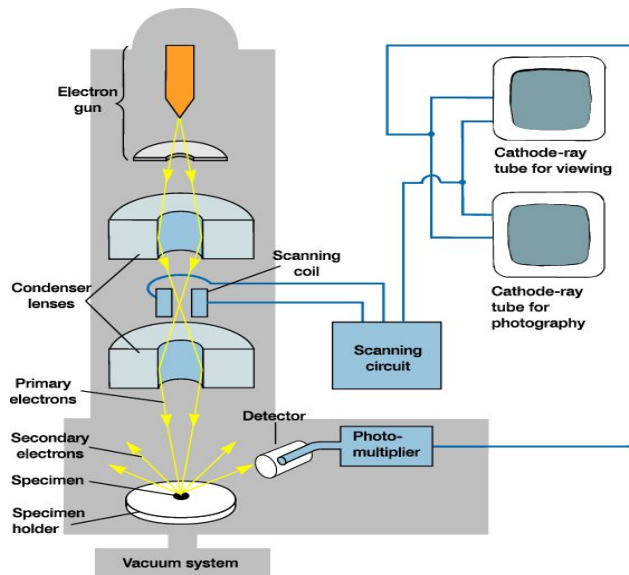 Electron
gun
Cathode-ray
tube for viewing
Scanning
coil
Condenser
lenses
Cathode-ray
tube for
photography
Scanning
circuit
Primary
electrons
Detector
Photo-
multiplier
Secondary
electrons
Specimen
Specimen
holder
Vacuum system